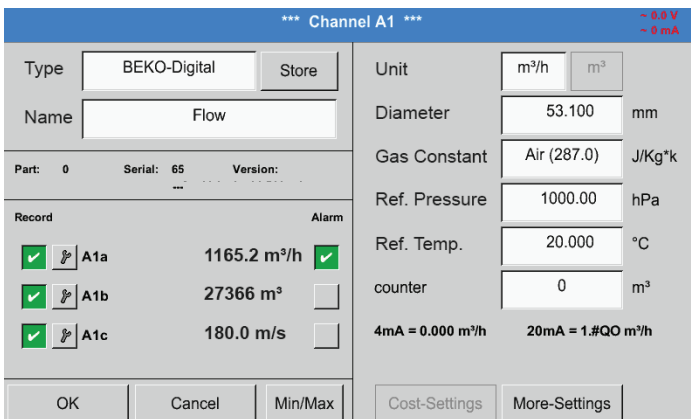 *** Channel A1 ***
~ 0.0 V
~ 0 mA
Type
BEKO-Digital
Store
Name
Flow
Part: 0 Serial: 65 Version:
---
Record
Alarm
A1a 1165.2 m³/h
A1b 27366 m³
A1c 180.0 m/s
OK
Cancel
Min/Max
Unit m³/h m³
Diameter 53.100 mm
Gas Constant Air (287.0) J/Kg*k
Ref. Pressure 1000.00 hPa
Ref. Temp. 20.000 °C
counter 0 m³
4mA = 0.000 m³/h 20mA = 1.#QO m³/h
Cost-Settings
More-Settings